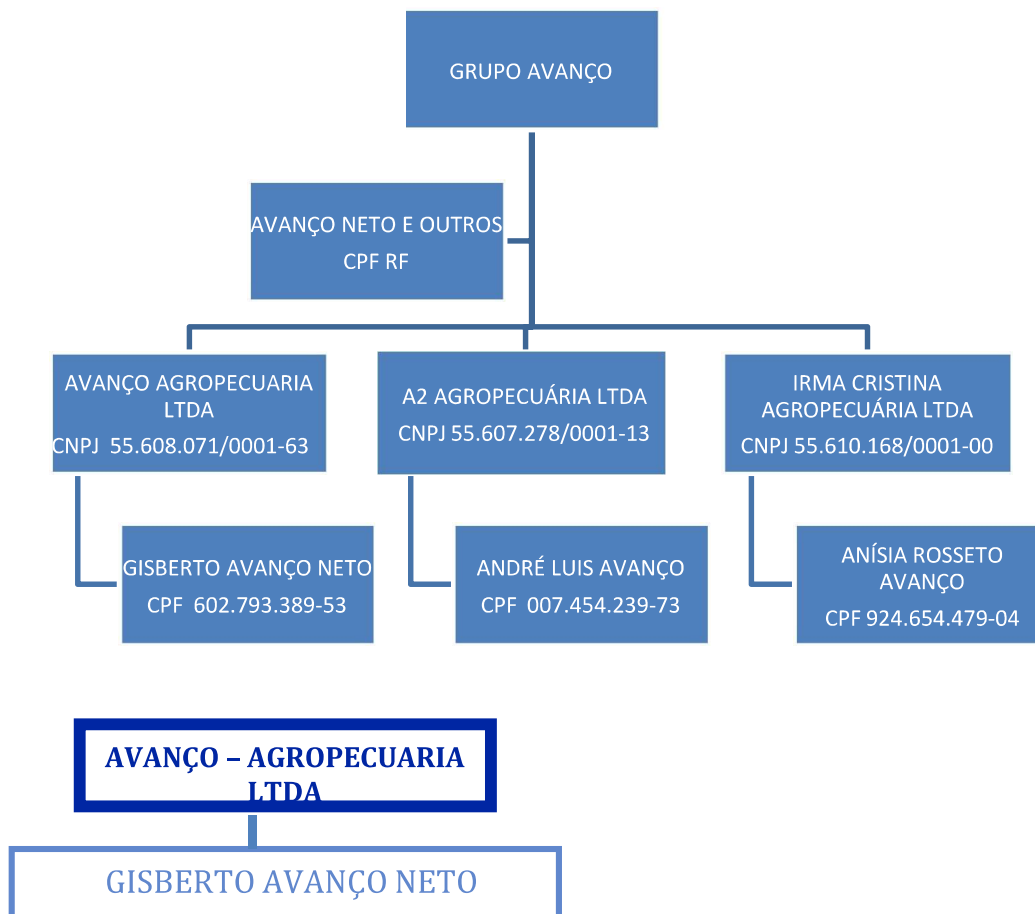 GRUPO AVANÇO
AVANÇO NETO E OUTROS
CPF RF
AVANÇO AGROPECUARIA
LTDA
CNPJ 55.608.071/0001-63
A2 AGROPECUÁRIA LTDA
CNPJ 55.607.278/0001-13
IRMA CRISTINA
AGROPECUÁRIA LTDA
CNPJ 55.610.168/0001-00
GISBERTO AVANÇO NETO
CPF 602.793.389-53
ANDRÉ LUIS AVANÇO
CPF 007.454.239-73
ANÍSIA ROSSETO
AVANÇO
CPF 924.654.479-04
AVANÇO – AGROPECUARIA
LTDA
GISBERTO AVANÇO NETO